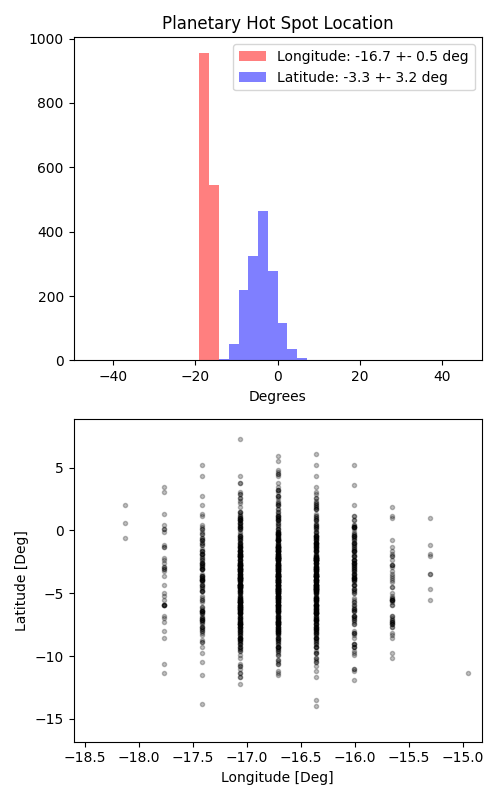 Planetary Hot Spot Location
1000
800
600
400
200
0
Longitude: -16.7 +- 0.5 deg
Latitude: -3.3 +- 3.2 deg
−40 −20 0 20 40
Degrees
5
0
−5
−10
−15
Latitude [Deg]
−18.5 −18.0 −17.5 −17.0 −16.5 −16.0 −15.5 −15.0
Longitude [Deg]